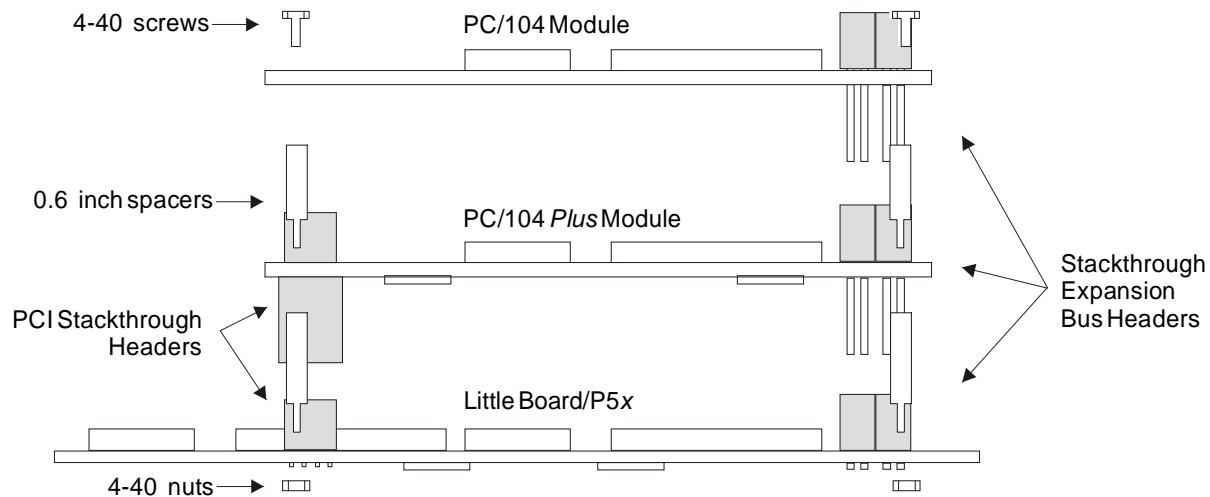 4-40 screws
PC/104 Module
0.6 inch spacers
PC/104 Plus Module
Stackthrough
Expansion
Bus Headers
PCI Stackthrough
Headers
Little Board/P5x
4-40 nuts